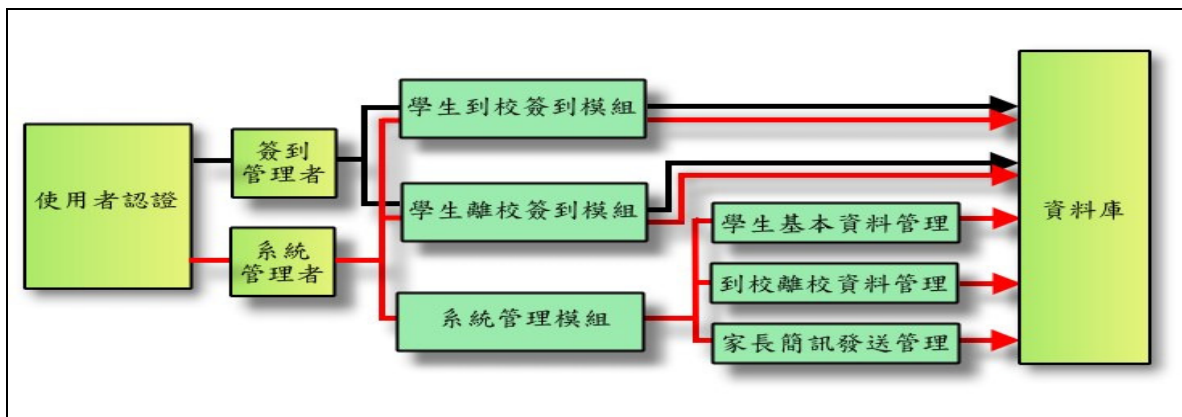 使用者認證
簽到
管理者
系統
管理者
學生到校簽到模組
學生離校簽到模組
系統管理模組
學生基本資料管理
到校離校資料管理
家長簡訊發送管理
資料庫